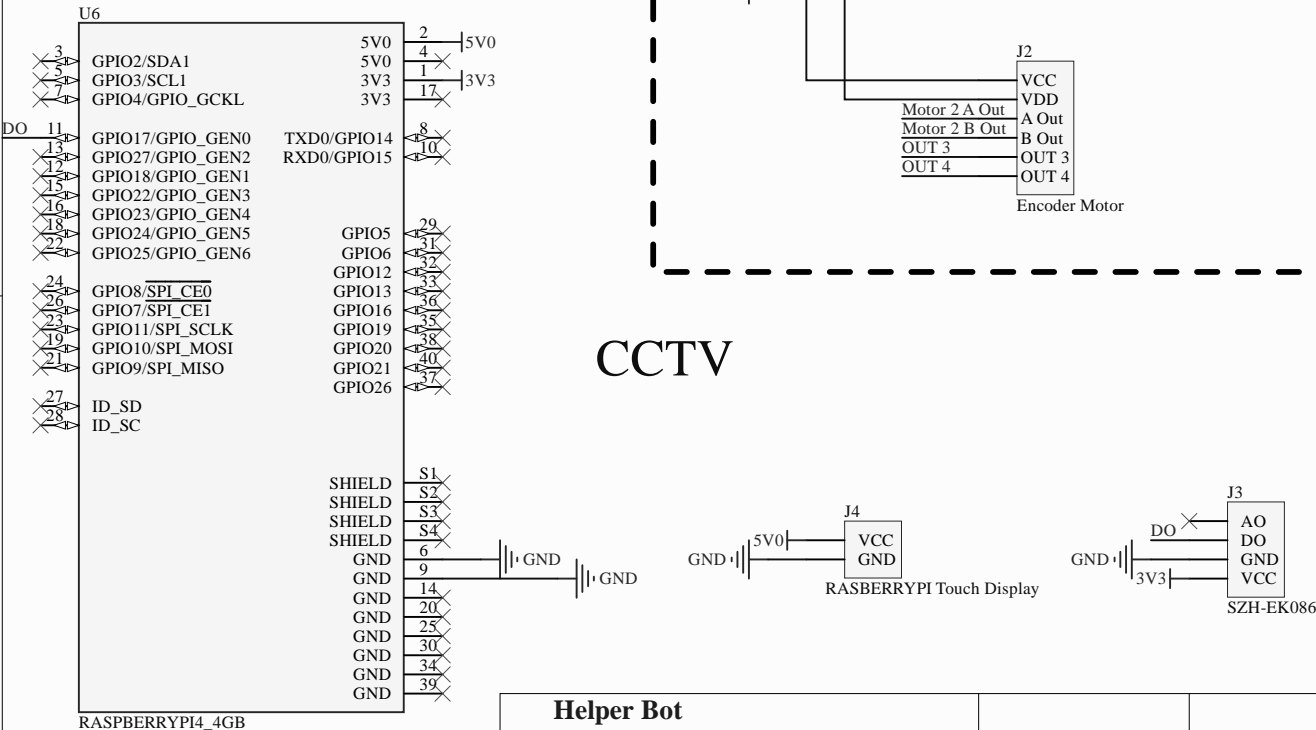 U6
3 GPIO2/SDA1
5 GPIO3/SCL1
7 GPIO4/GPIO_GCKL
DO 11 GPIO17/GPIO_GEN0
13 GPIO27/GPIO_GEN2
12 GPIO18/GPIO_GEN1
15 GPIO22/GPIO_GEN3
16 GPIO23/GPIO_GEN4
18 GPIO24/GPIO_GEN5
22 GPIO25/GPIO_GEN6
24 GPIO8/SPI_CE0
26 GPIO7/SPI_CE1
23 GPIO11/SPI_SCLK
19 GPIO10/SPI_MOSI
21 GPIO9/SPI_MISO
27 ID_SD
28 ID_SC
5V0 2 5V0
5V0 4
3V3 1 3V3
3V3 17
TXD0/GPIO14 8
RXD0/GPIO15 10
GPIO5 29
GPIO6 31
GPIO12 32
GPIO13 33
GPIO16 36
GPIO19 35
GPIO20 38
GPIO21 40
GPIO26 37
SHIELD S1
SHIELD S2
SHIELD S3
SHIELD S4
GND 6 GND
GND 9 GND
GND 14
GND 20
GND 25
GND 30
GND 34
GND 39
RASPBERRYPI4_4GB
J2
VCC
VDD
Motor 2 A Out A Out
Motor 2 B Out B Out
OUT 3 OUT 3
OUT 4 OUT 4
Encoder Motor
CCTV
J4
5V0 VCC
GND GND
RASBERRYPI Touch Display
J3
AO
DO DO
GND GND
3V3 VCC
SZH-EK086
Helper Bot